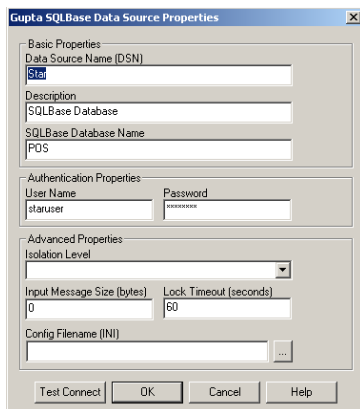 Gupta SQLBase Data Source Properties
Basic Properties
Data Source Name (DSN)
Star
Description
SQLBase Database
SQLBase Database Name
POS
Authentication Properties
User Name Password
staruser ********
Advanced Properties
Isolation Level
Input Message Size (bytes) Lock Timeout (seconds)
0 60
Config Filename (INI)
...
Test Connect OK Cancel Help